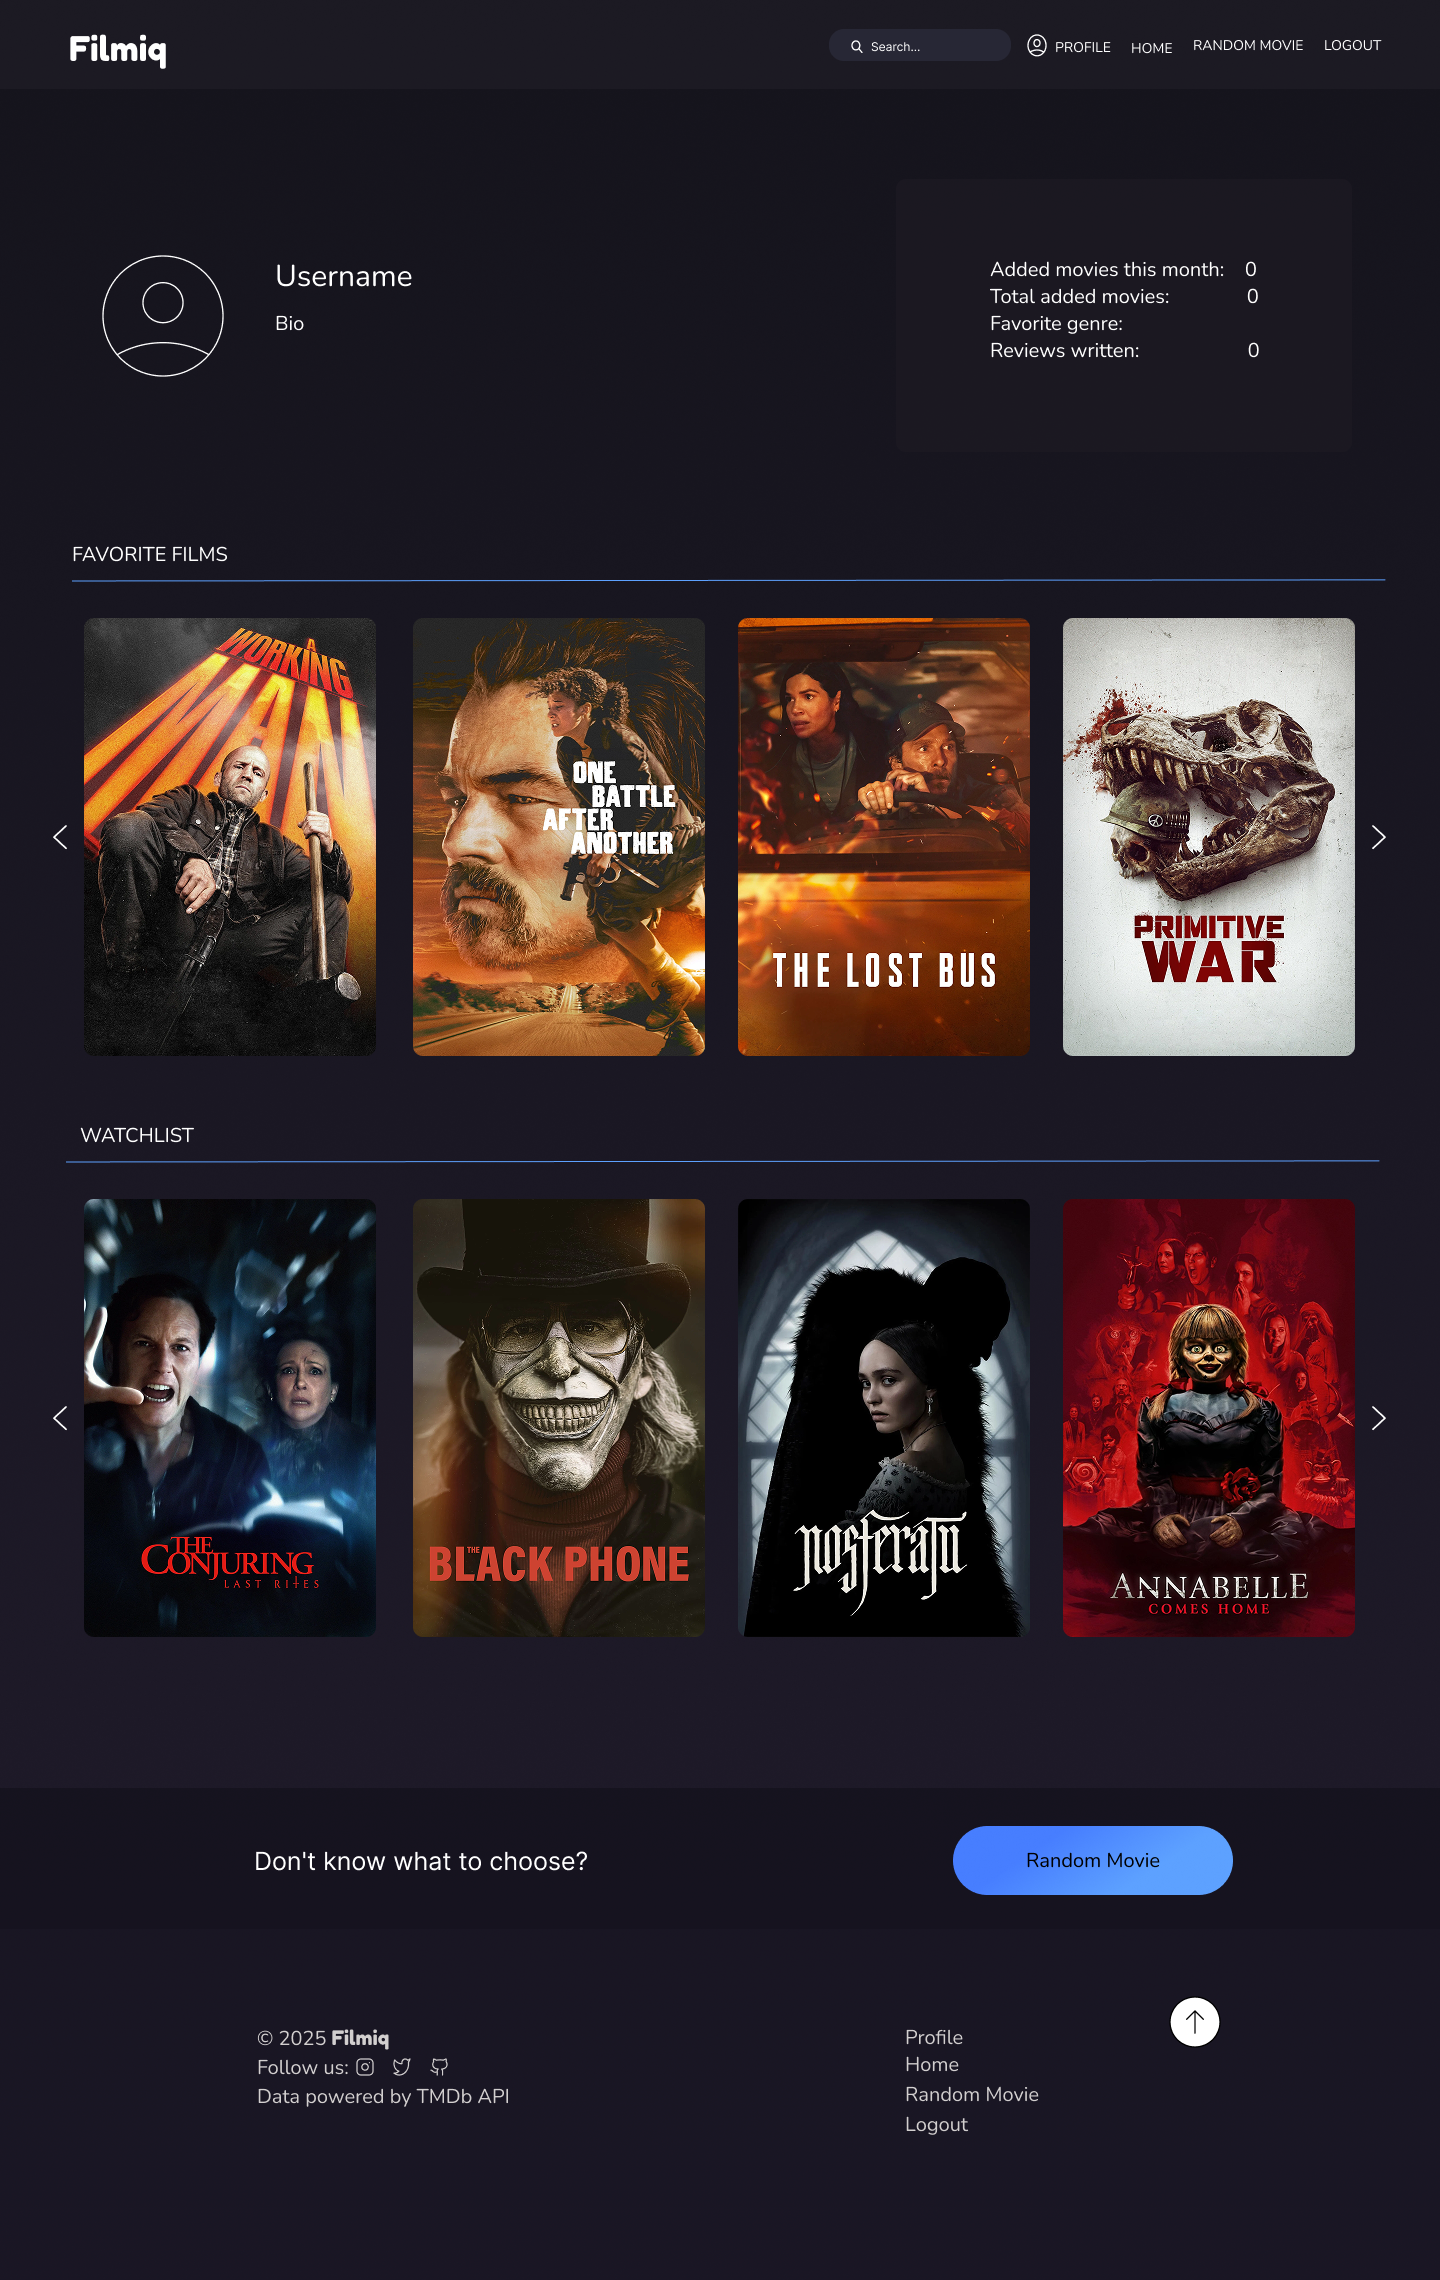 Filmiq
Search...
PROFILE
HOME
RANDOM MOVIE
LOGOUT
Username
Bio
Added movies this month: 0
Total added movies: 0
Favorite genre:
Reviews written: 0
FAVORITE FILMS
A
WORKING
MAN
ONE
BATTLE
AFTER
ANOTHER
THE LOST BUS
PRIMITIVE
WAR
WATCHLIST
THE
CONJURING
LAST RITES
THE
BLACK PHONE
nosferatu
ANNABELLE
COMES HOME
Don't know what to choose?
Random Movie
© 2025 Filmiq
Follow us:
Data powered by TMDb API
Profile
Home
Random Movie
Logout